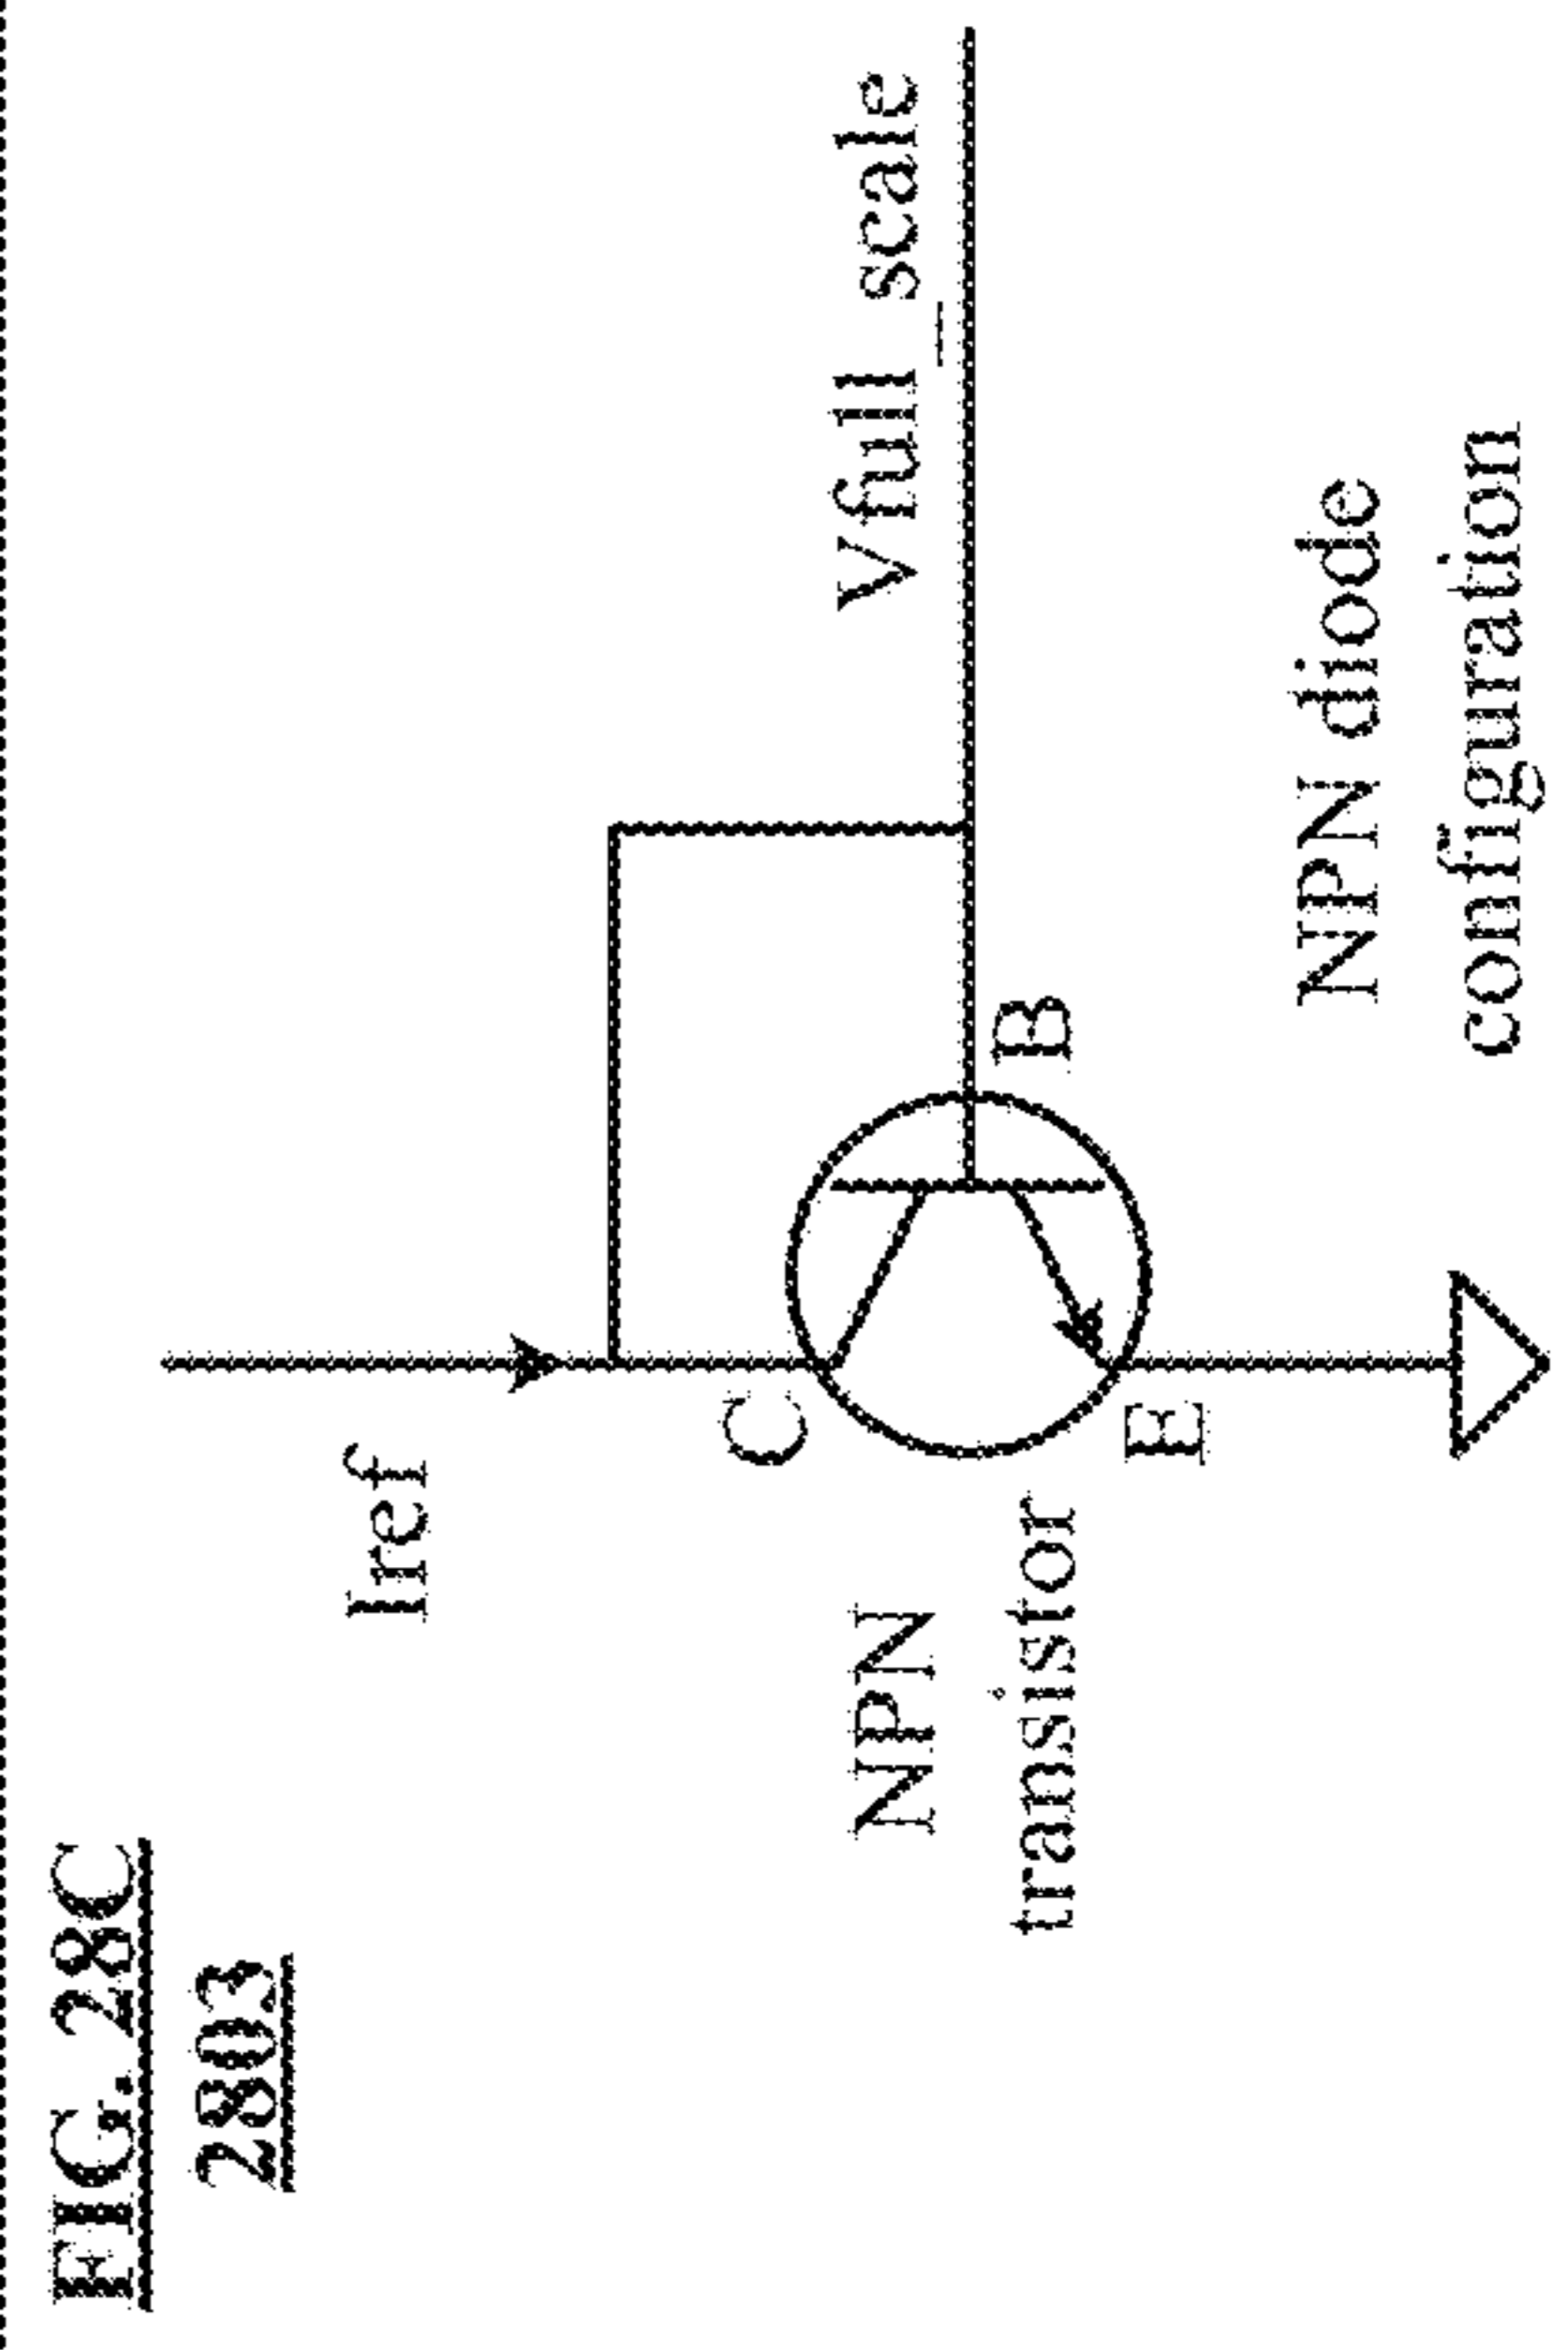 FIG. 28C
2803
Iref
C
Vfull_scale
NPN
transistor
B
E
NPN diode
configuration